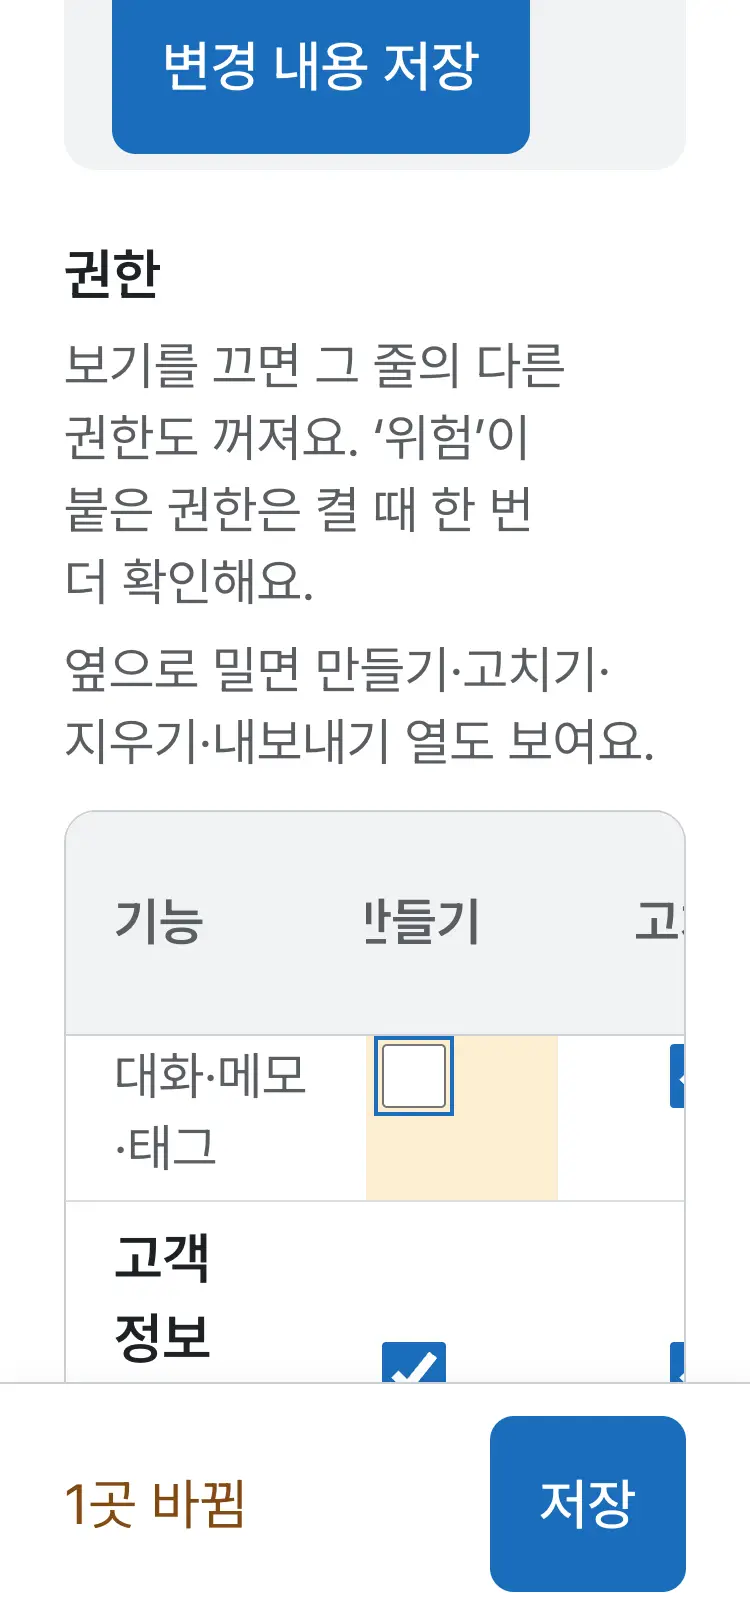 변경 내용 저장
권한
보기를 끄면 그 줄의 다른
권한도 꺼져요. ‘위험’이
붙은 권한은 켤 때 한 번
더 확인해요.
옆으로 밀면 만들기·고치기·
지우기·내보내기 열도 보여요.
기능
대화·메모
·태그
고객
정보
1곳 바뀜 저장